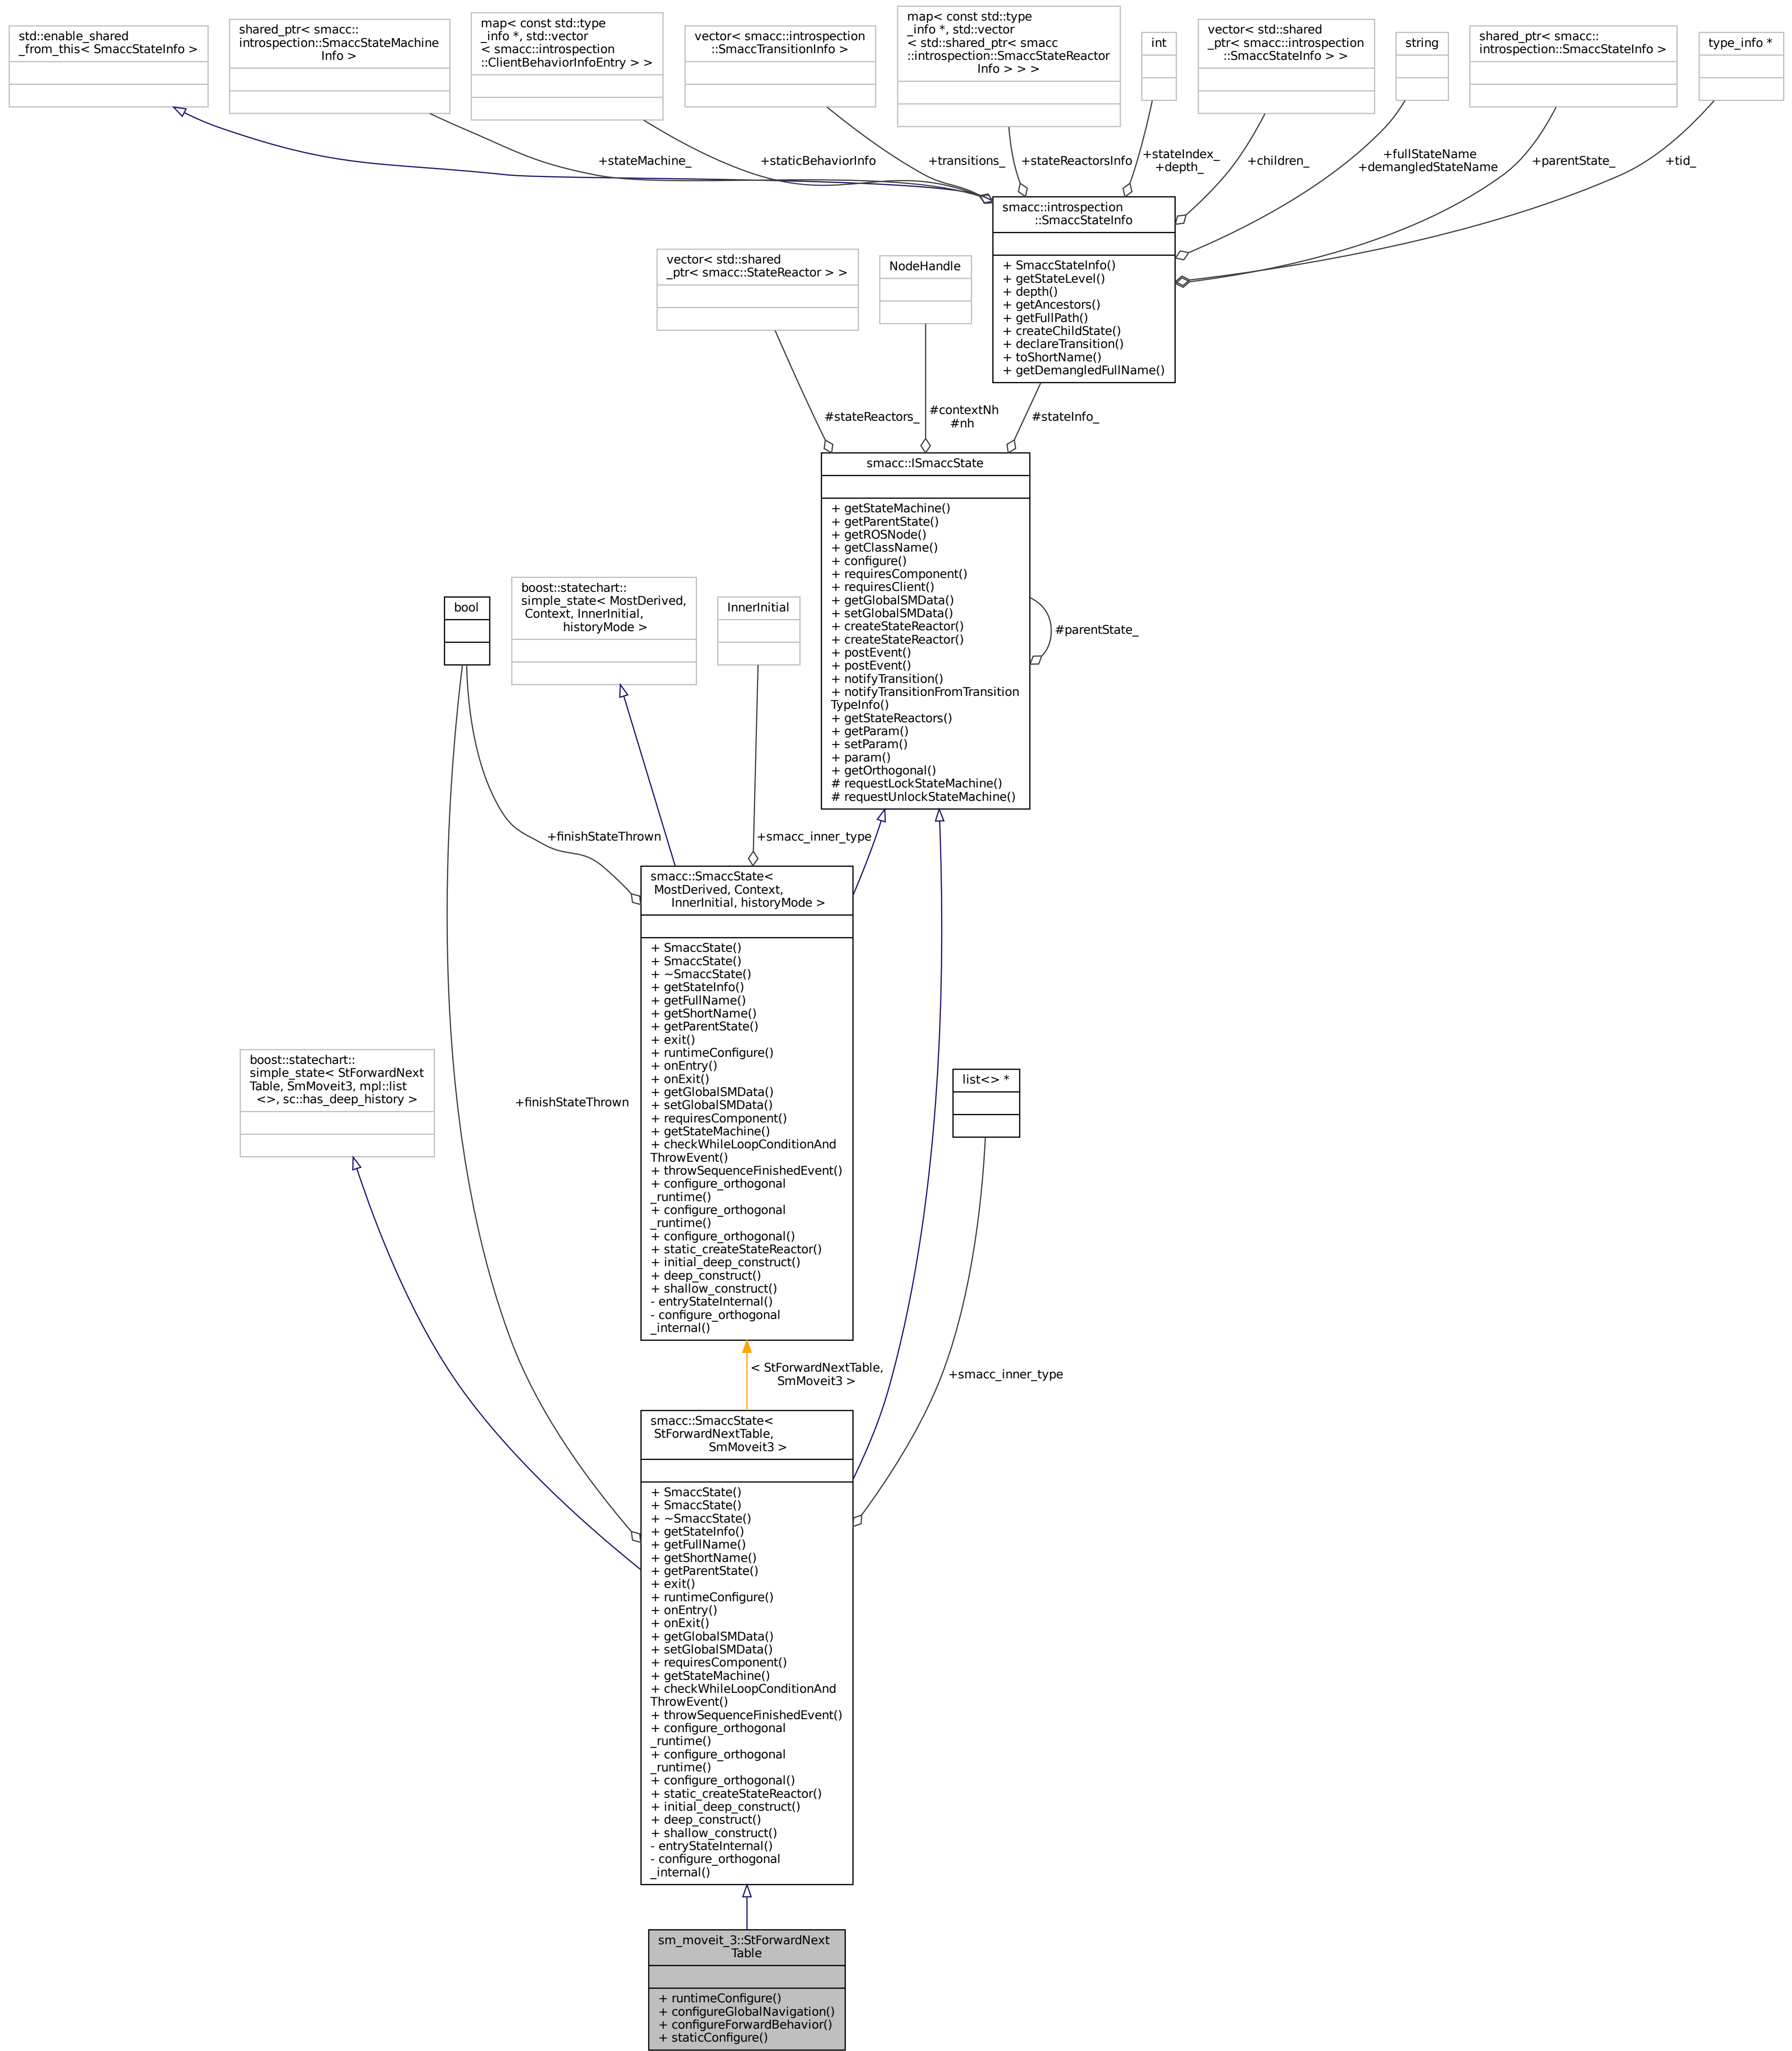 std::enable_shared
_from_this< SmaccStateInfo >
shared_ptr< smacc::
introspection::SmaccStateMachine
Info >
map< const std::type
_info *, std::vector
< smacc::introspection
::ClientBehaviorInfoEntry > >
vector< smacc::introspection
::SmaccTransitionInfo >
map< const std::type
_info *, std::vector
< std::shared_ptr< smacc
::introspection::SmaccStateReactor
Info > > >
int
vector< std::shared
_ptr< smacc::introspection
::SmaccStateInfo > >
string
shared_ptr< smacc::
introspection::SmaccStateInfo >
type_info *
+stateMachine_
+staticBehaviorInfo
+transitions_
+stateReactorsInfo
+stateIndex_
+depth_
+children_
+fullStateName
+demangledStateName
+parentState_
+tid_
smacc::introspection
::SmaccStateInfo
+ SmaccStateInfo()
+ getStateLevel()
+ depth()
+ getAncestors()
+ getFullPath()
+ createChildState()
+ declareTransition()
+ toShortName()
+ getDemangledFullName()
vector< std::shared
_ptr< smacc::StateReactor > >
NodeHandle
#stateReactors_
#contextNh
#nh
#stateInfo_
smacc::ISmaccState
+ getStateMachine()
+ getParentState()
+ getROSNode()
+ getClassName()
+ configure()
+ requiresComponent()
+ requiresClient()
+ getGlobalSMData()
+ setGlobalSMData()
+ createStateReactor()
+ createStateReactor()
+ postEvent()
+ postEvent()
+ notifyTransition()
+ notifyTransitionFromTransition
TypeInfo()
+ getStateReactors()
+ getParam()
+ setParam()
+ param()
+ getOrthogonal()
# requestLockStateMachine()
# requestUnlockStateMachine()
#parentState_
bool
boost::statechart::
simple_state< MostDerived,
Context, InnerInitial,
historyMode >
InnerInitial
+finishStateThrown
+smacc_inner_type
smacc::SmaccState<
MostDerived, Context,
InnerInitial, historyMode >
+ SmaccState()
+ SmaccState()
+ ~SmaccState()
+ getStateInfo()
+ getFullName()
+ getShortName()
+ getParentState()
+ exit()
+ runtimeConfigure()
+ onEntry()
+ onExit()
+ getGlobalSMData()
+ setGlobalSMData()
+ requiresComponent()
+ getStateMachine()
+ checkWhileLoopConditionAnd
ThrowEvent()
+ throwSequenceFinishedEvent()
+ configure_orthogonal
_runtime()
+ configure_orthogonal
_runtime()
+ configure_orthogonal()
+ static_createStateReactor()
+ initial_deep_construct()
+ deep_construct()
+ shallow_construct()
- entryStateInternal()
- configure_orthogonal
_internal()
boost::statechart::
simple_state< StForwardNext
Table, SmMoveit3, mpl::list
<>, sc::has_deep_history >
+finishStateThrown
list<> *
< StForwardNextTable,
SmMoveit3 >
+smacc_inner_type
smacc::SmaccState<
StForwardNextTable,
SmMoveit3 >
+ SmaccState()
+ SmaccState()
+ ~SmaccState()
+ getStateInfo()
+ getFullName()
+ getShortName()
+ getParentState()
+ exit()
+ runtimeConfigure()
+ onEntry()
+ onExit()
+ getGlobalSMData()
+ setGlobalSMData()
+ requiresComponent()
+ getStateMachine()
+ checkWhileLoopConditionAnd
ThrowEvent()
+ throwSequenceFinishedEvent()
+ configure_orthogonal
_runtime()
+ configure_orthogonal
_runtime()
+ configure_orthogonal()
+ static_createStateReactor()
+ initial_deep_construct()
+ deep_construct()
+ shallow_construct()
- entryStateInternal()
- configure_orthogonal
_internal()
sm_moveit_3::StForwardNext
Table
+ runtimeConfigure()
+ configureGlobalNavigation()
+ configureForwardBehavior()
+ staticConfigure()